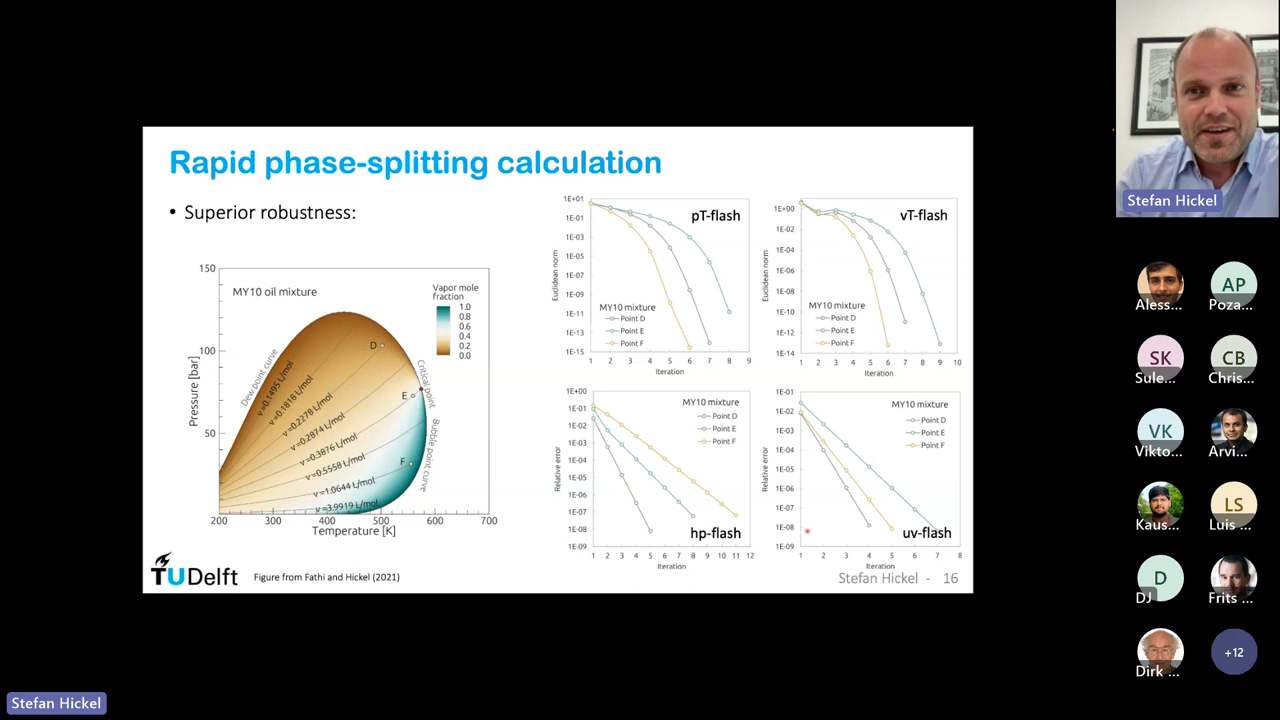 Rapid phase-splitting calculation
• Superior robustness:
MY10 oil mixture
Vapor mole
fraction
1.0
0.8
0.6
0.4
0.2
0.0
150
100
50
Pressure [bar]
Dew point curve
Critical point
Bubble point curve
D
E
F
v=0.1495 L/mol
v=0.1818 L/mol
v=0.2278 L/mol
v=0.2874 L/mol
v=0.3876 L/mol
v=0.5558 L/mol
v=1.0644 L/mol
v=3.9919 L/mol
200 300 400 500 600 700
Temperature [K]
pT-flash
1E+01
1E-01
1E-03
1E-05
1E-07
1E-09
1E-11
1E-13
1E-15
Euclidean norm
MY10 mixture
Point D
Point E
Point F
1 2 3 4 5 6 7 8 9
Iteration
vT-flash
1E+00
1E-02
1E-04
1E-06
1E-08
1E-10
1E-12
1E-14
Euclidean norm
MY10 mixture
Point D
Point E
Point F
1 2 3 4 5 6 7 8 9 10
Iteration
1E+00
1E-01
1E-02
1E-03
1E-04
1E-05
1E-06
1E-07
1E-08
1E-09
Relative error
MY10 mixture
Point D
Point E
Point F
hp-flash
1 2 3 4 5 6 7 8 9 10 11 12
Iteration
1E-01
1E-02
1E-03
1E-04
1E-05
1E-06
1E-07
1E-08
1E-09
Relative error
MY10 mixture
Point D
Point E
Point F
uv-flash
1 2 3 4 5 6 7 8
Iteration
TUDelft
Figure from Fathi and Hickel (2021)
Stefan Hickel - 16
Stefan Hickel
Aless...
AP
Poza...
SK
Sule...
CB
Chris...
VK
Vikto...
Arvi...
Kaus...
LS
Luis ...
D
DJ
Frits ...
Dirk ...
+12
Stefan Hickel